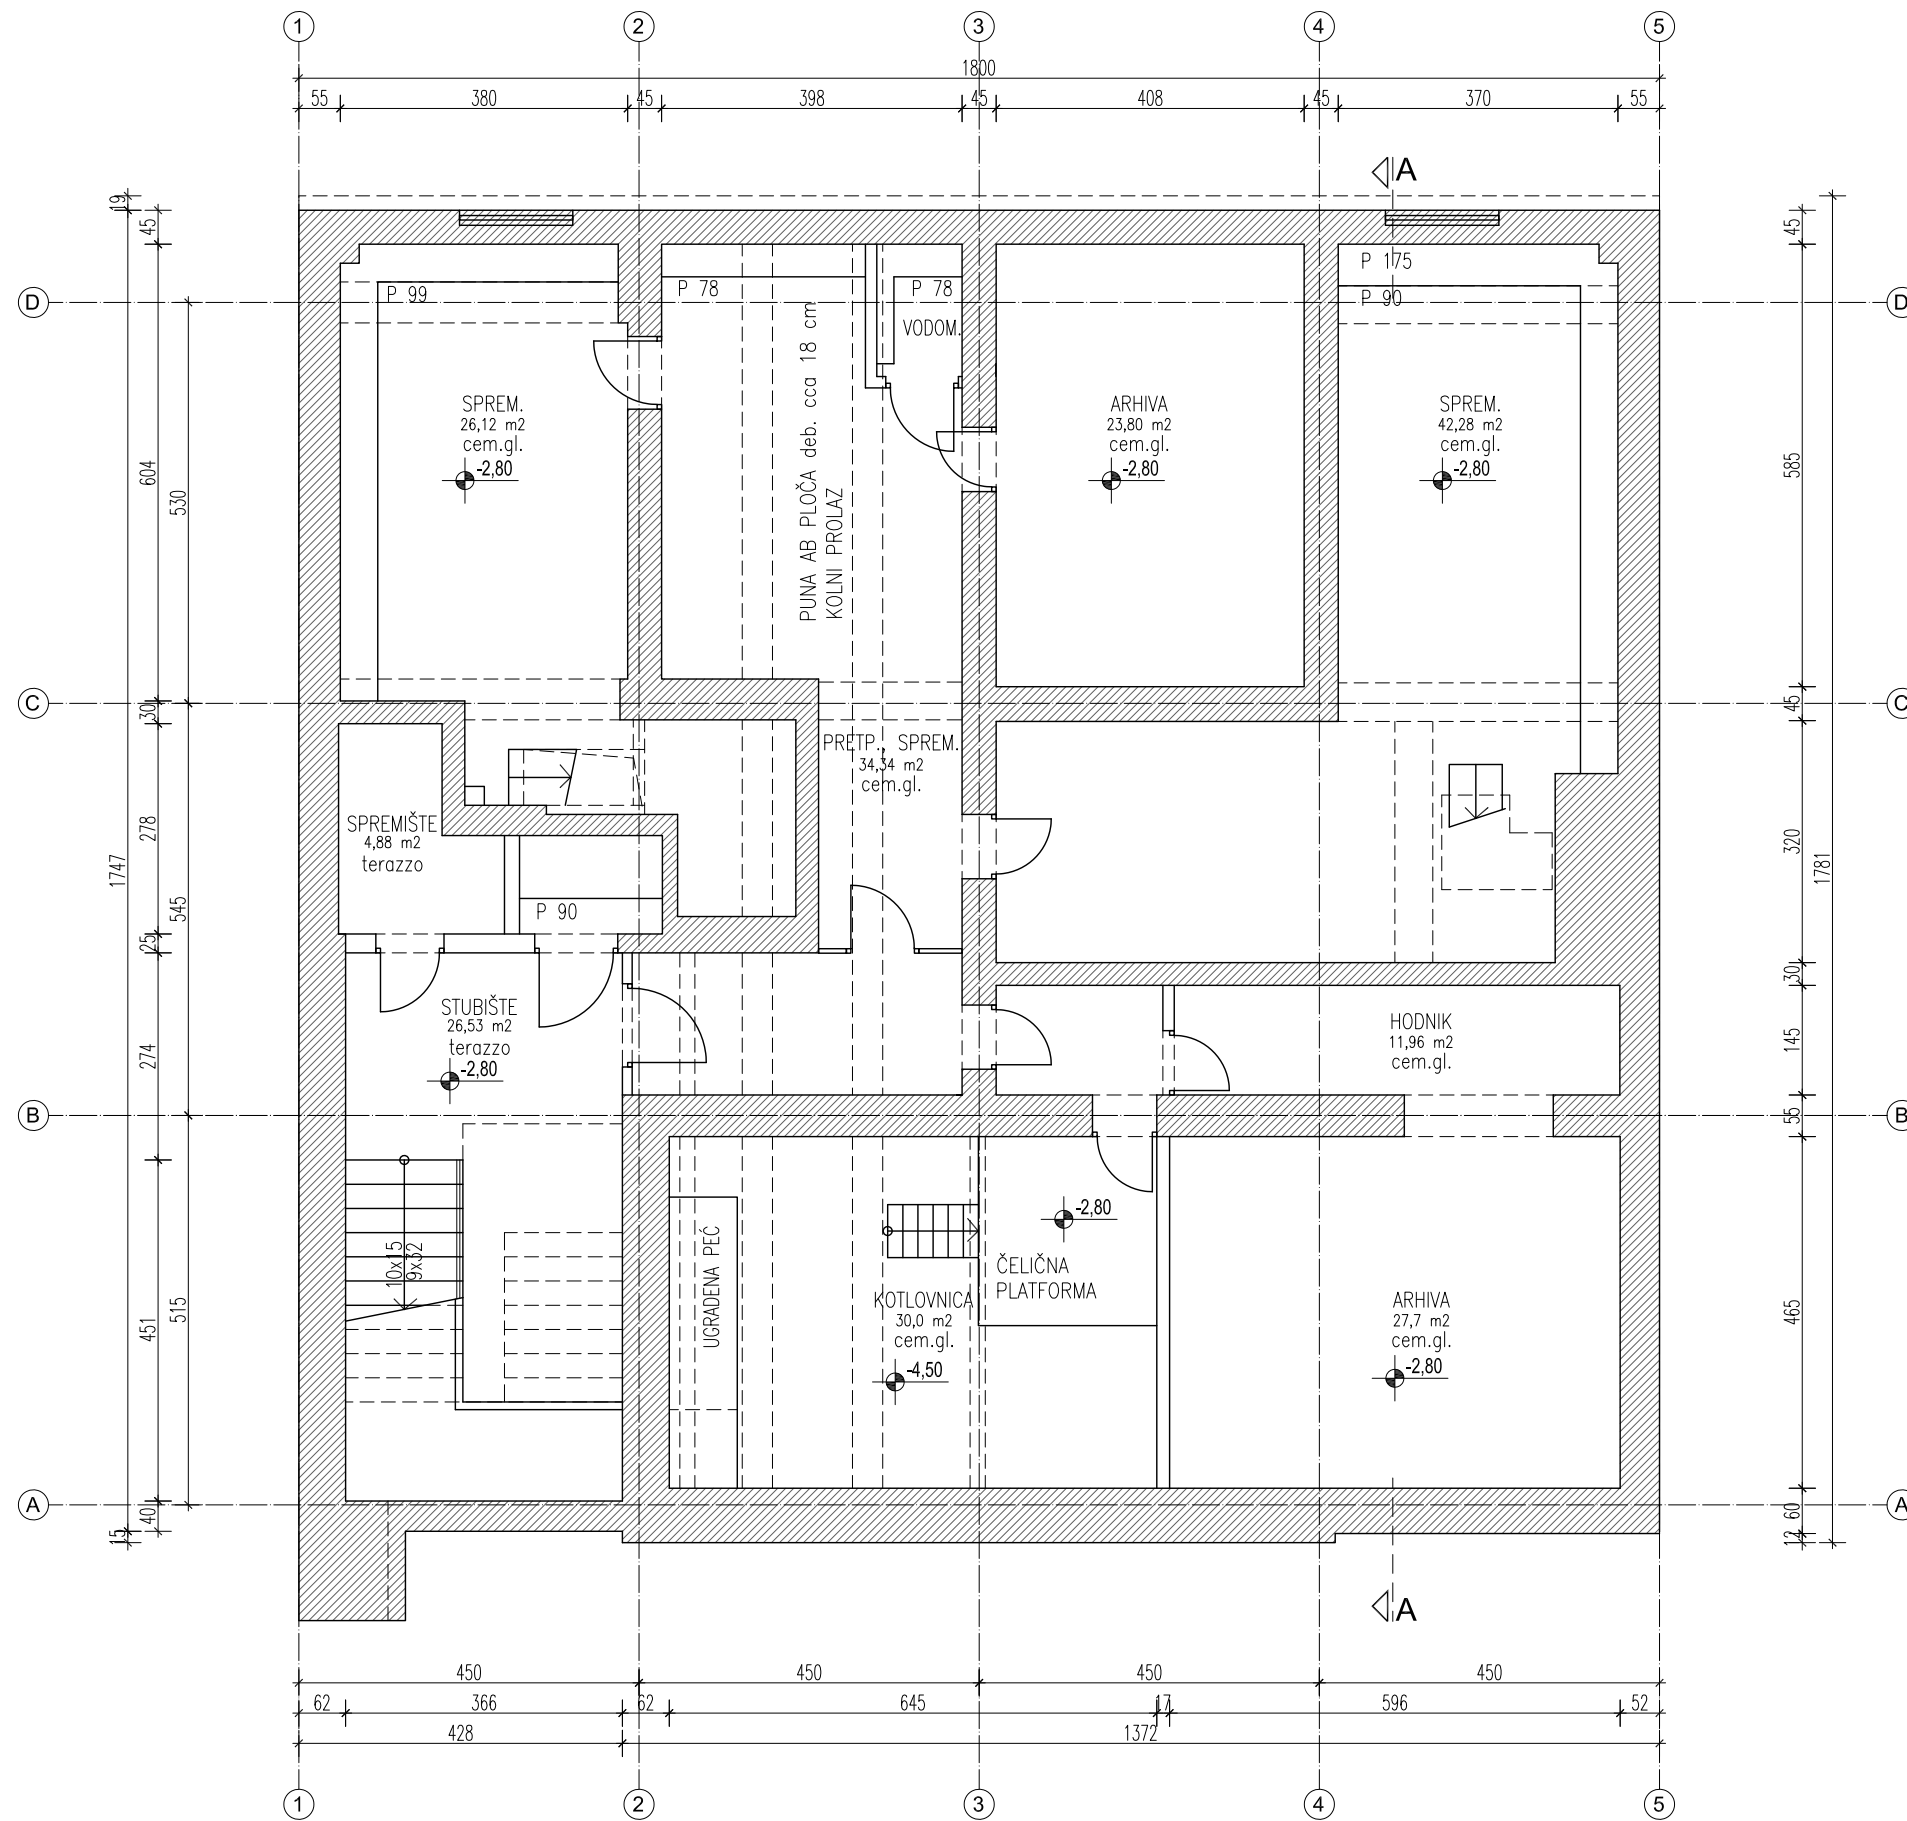 1 2 3 4 5
1800
55 380 45 398 45 408 45 370 55
A
19
45
45
P 175
P 99
P 78
P 78
P 90
D
D
VODOM.
PUNA AB PLOČA deb. cca 18 cm
KOLNI PROLAZ
SPREM.
26,12 m2
cem.gl.
-2,80
ARHIVA
23,80 m2
cem.gl.
-2,80
SPREM.
42,28 m2
cem.gl.
-2,80
604
530
585
C
C
30
45
PRETP., SPREM.
34,34 m2
cem.gl.
SPREMIŠTE
4,88 m2
terazzo
278
320
1747
1781
545
P 90
25
30
STUBIŠTE
26,53 m2
terazzo
-2,80
HODNIK
11,96 m2
cem.gl.
274
145
B
B
55
-2,80
UGRAĐENA PEĆ
10x15
9x32
ČELIČNA
PLATFORMA
KOTLOVNICA
30,0 m2
cem.gl.
-4,50
ARHIVA
27,7 m2
cem.gl.
-2,80
451
515
465
A
A
40
60
15
12
A
450 450 450 450
62 366 62 645 17 596 52
428 1372
1 2 3 4 5